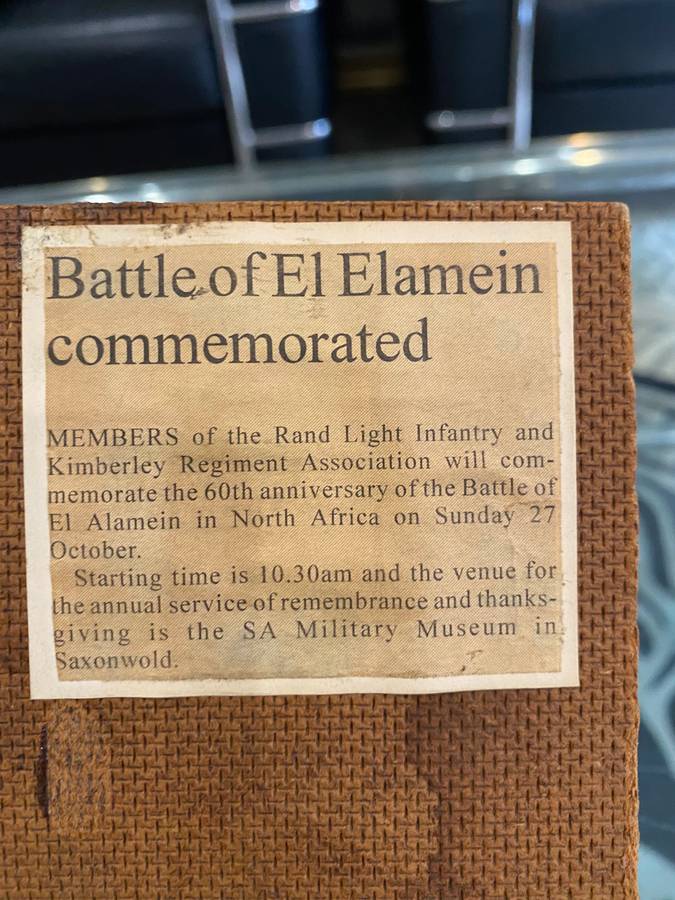 Battle of El Elamein
commemorated
MEMBERS of the Rand Light Infantry and
Kimberley Regiment Association will com-
memorate the 60th anniversary of the Battle of
El Alamein in North Africa on Sunday 27
October.
Starting time is 10.30am and the venue for
the annual service of remembrance and thanks-
giving is the SA Military Museum in
Saxonwold.